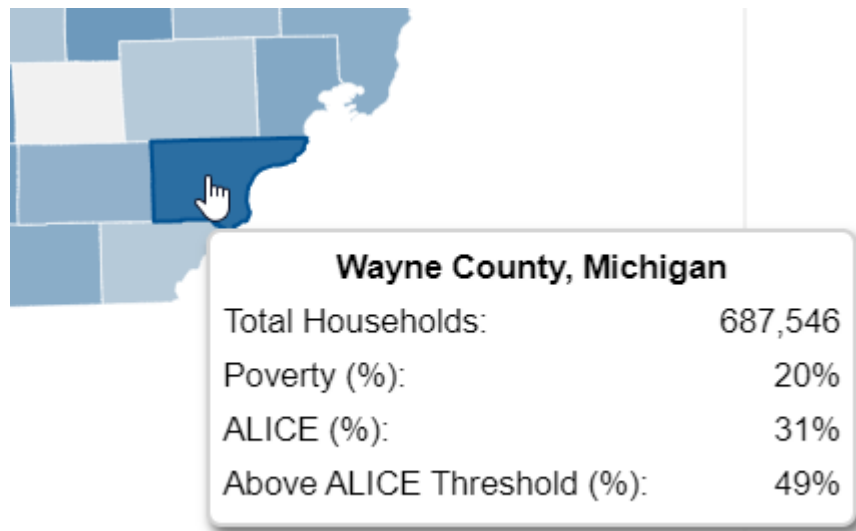 Wayne County, Michigan
Total Households: 687,546
Poverty (%): 20%
ALICE (%): 31%
Above ALICE Threshold (%): 49%